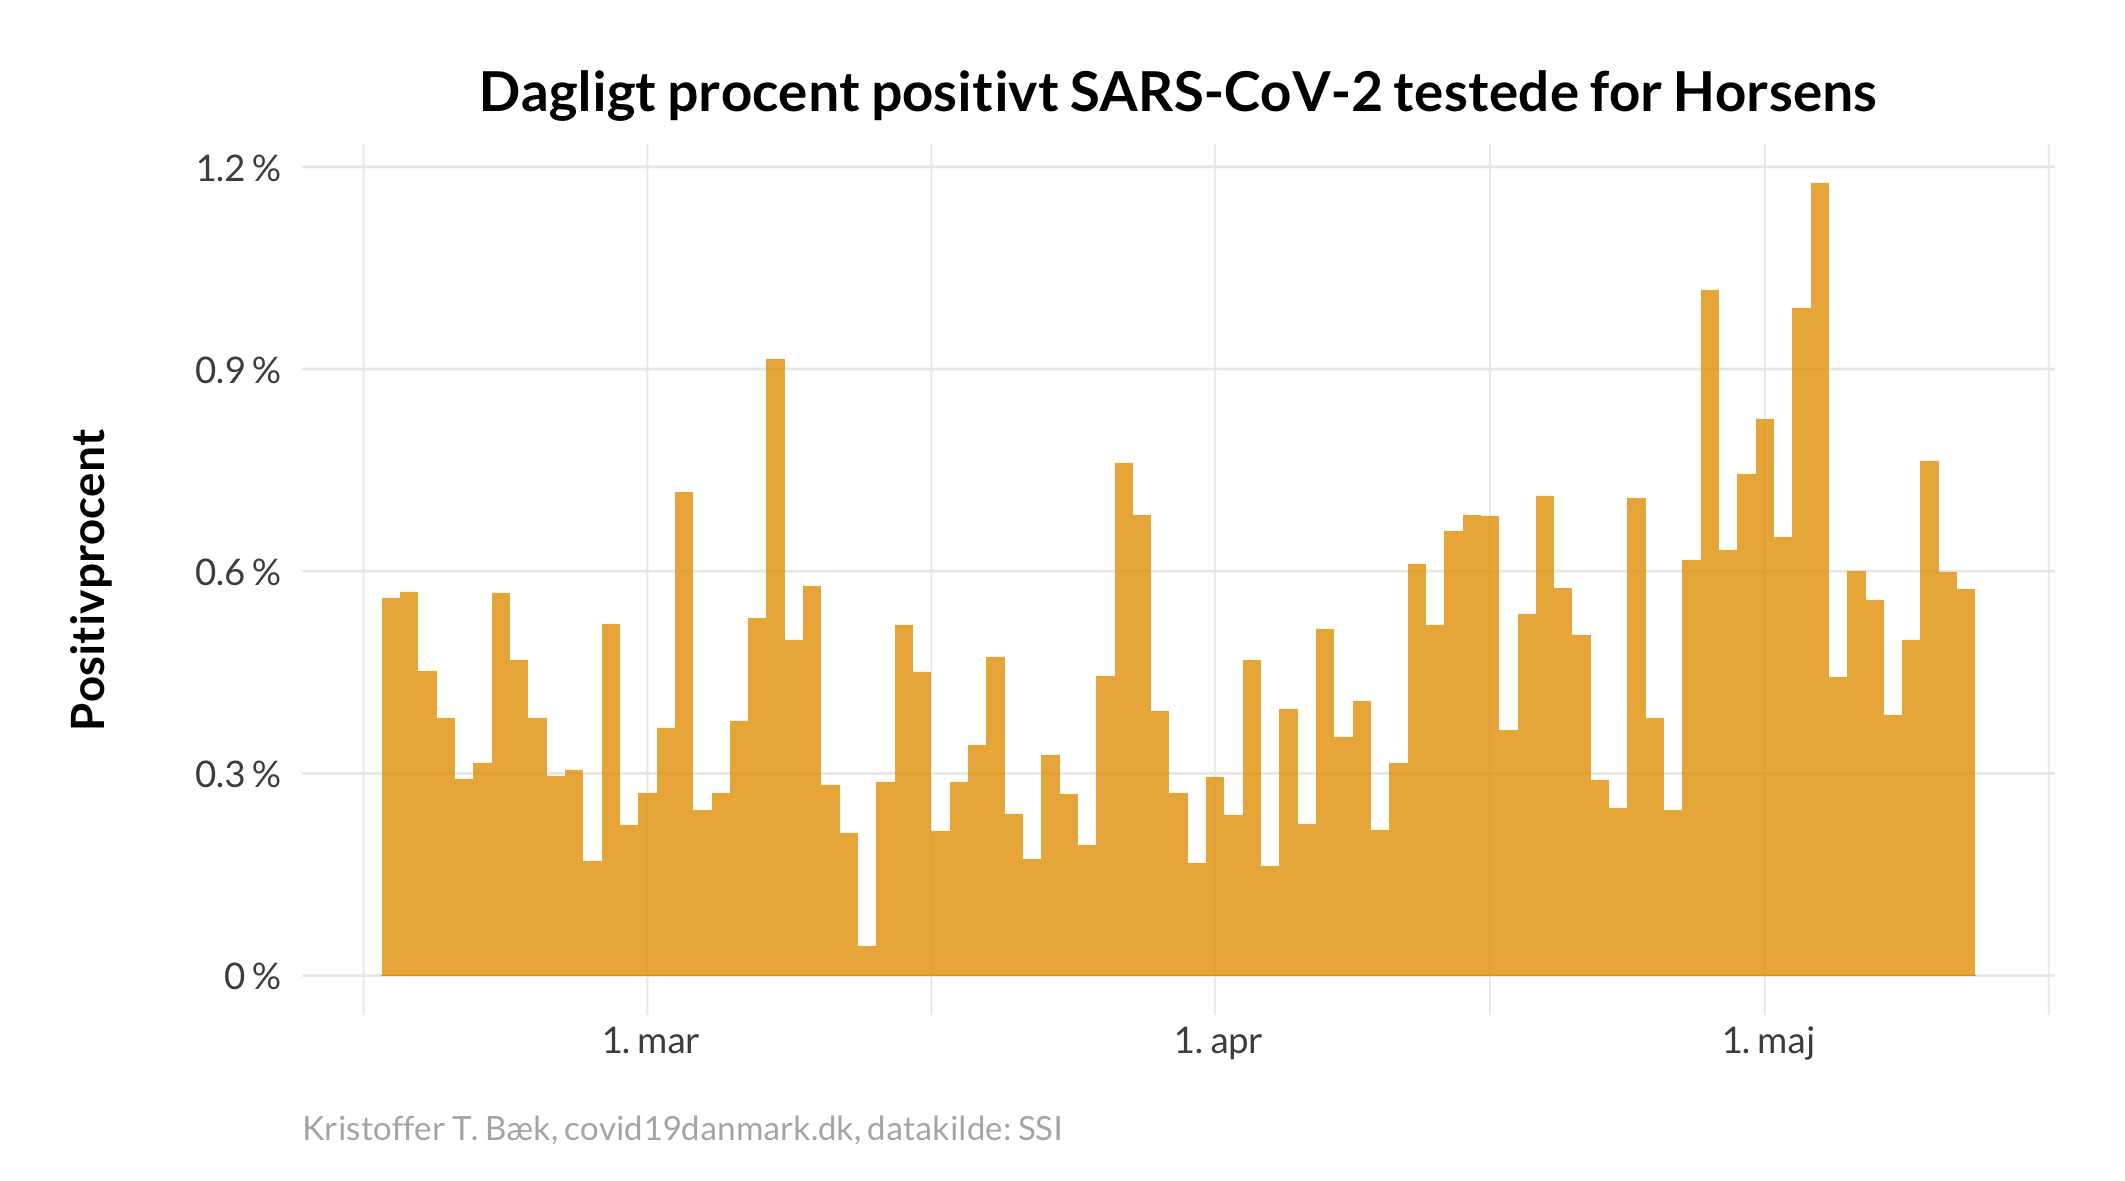 Dagligt procent positivt SARS-CoV-2 testede for Horsens
Positivprocent
1.2 %
0.9 %
0.6 %
0.3 %
0 %
1. mar
1. apr
1. maj
Kristoffer T. Bæk, covid19danmark.dk, datakilde: SSI